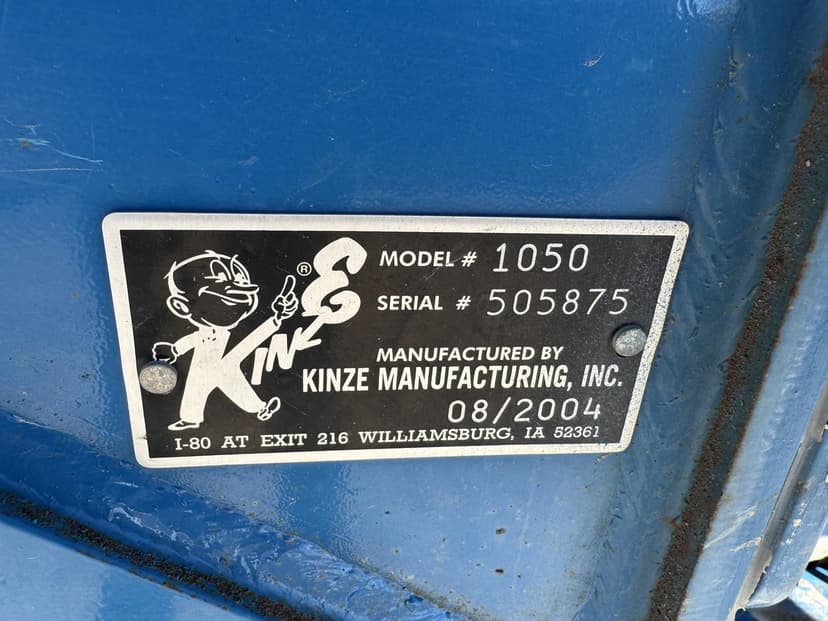 KINZE ®
MODEL # 1050
SERIAL # 505875
MANUFACTURED BY
KINZE MANUFACTURING, INC.
08/2004
I-80 AT EXIT 216 WILLIAMSBURG, IA 52361